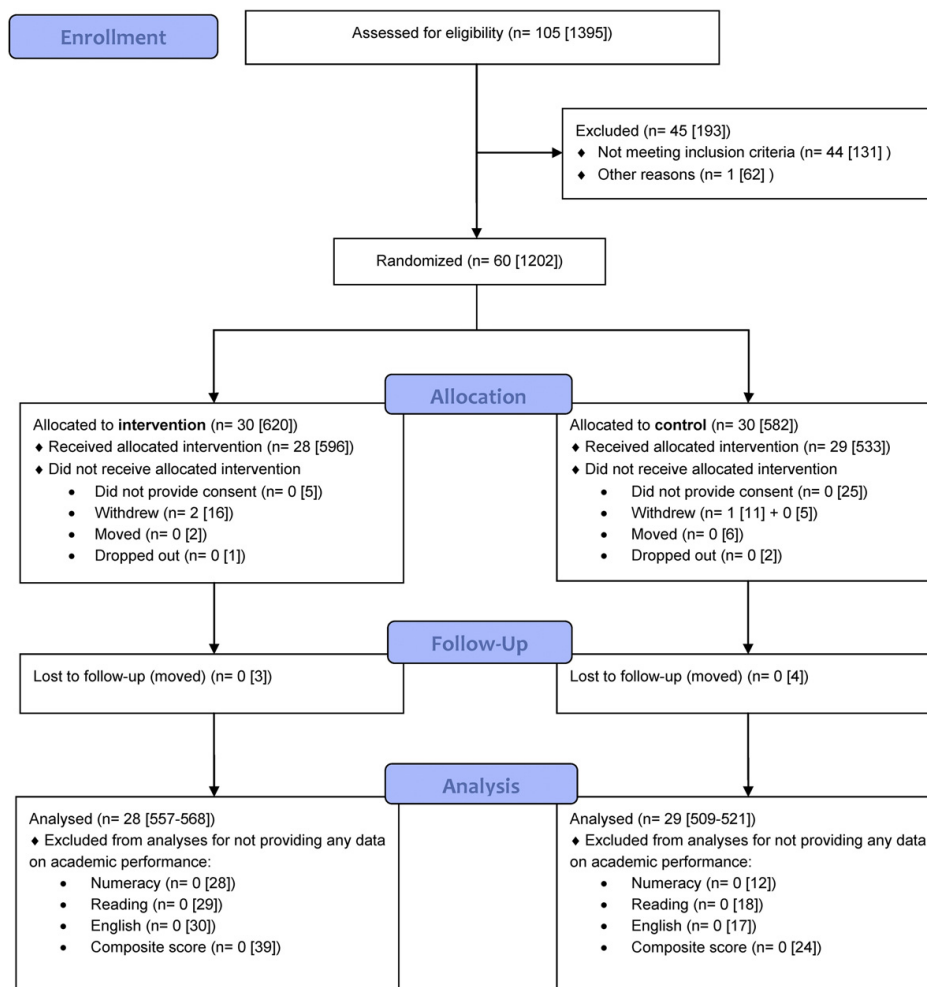 Enrollment
Assessed for eligibility (n= 105 [1395])
Excluded (n= 45 [193])
♦ Not meeting inclusion criteria (n= 44 [131] )
♦ Other reasons (n= 1 [62] )
Randomized (n= 60 [1202])
Allocation
Allocated to intervention (n= 30 [620])
♦ Received allocated intervention (n= 28 [596])
♦ Did not receive allocated intervention
• Did not provide consent (n= 0 [5])
• Withdrew (n= 2 [16])
• Moved (n= 0 [2])
• Dropped out (n= 0 [1])
Allocated to control (n= 30 [582])
♦ Received allocated intervention (n= 29 [533])
♦ Did not receive allocated intervention
• Did not provide consent (n= 0 [25])
• Withdrew (n= 1 [11] + 0 [5])
• Moved (n= 0 [6])
• Dropped out (n= 0 [2])
Follow-Up
Lost to follow-up (moved) (n= 0 [3])
Lost to follow-up (moved) (n= 0 [4])
Analysis
Analysed (n= 28 [557-568])
♦ Excluded from analyses for not providing any data
on academic performance:
• Numeracy (n= 0 [28])
• Reading (n= 0 [29])
• English (n= 0 [30])
• Composite score (n= 0 [39])
Analysed (n= 29 [509-521])
♦ Excluded from analyses for not providing any data
on academic performance:
• Numeracy (n= 0 [12])
• Reading (n= 0 [18])
• English (n= 0 [17])
• Composite score (n= 0 [24])